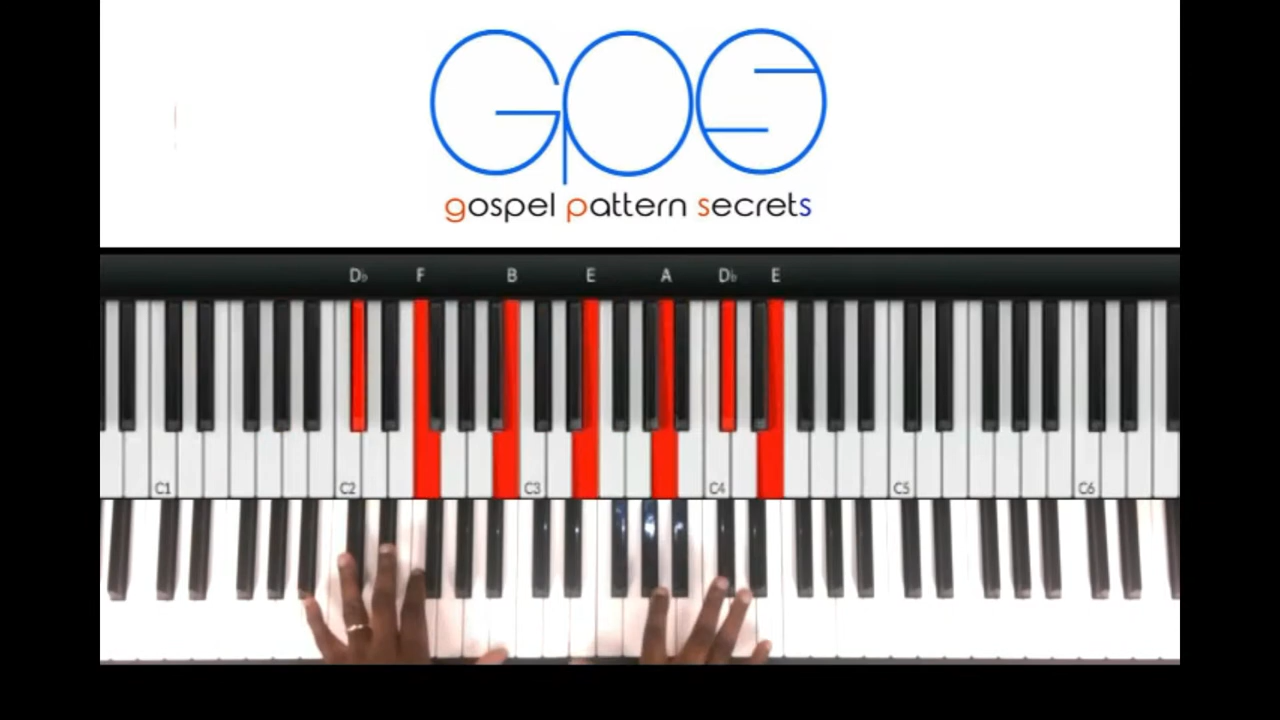 GPS
gospel pattern secrets
D♭ F B E A D♭ E
C1 C2 C3 C4 C5 C6